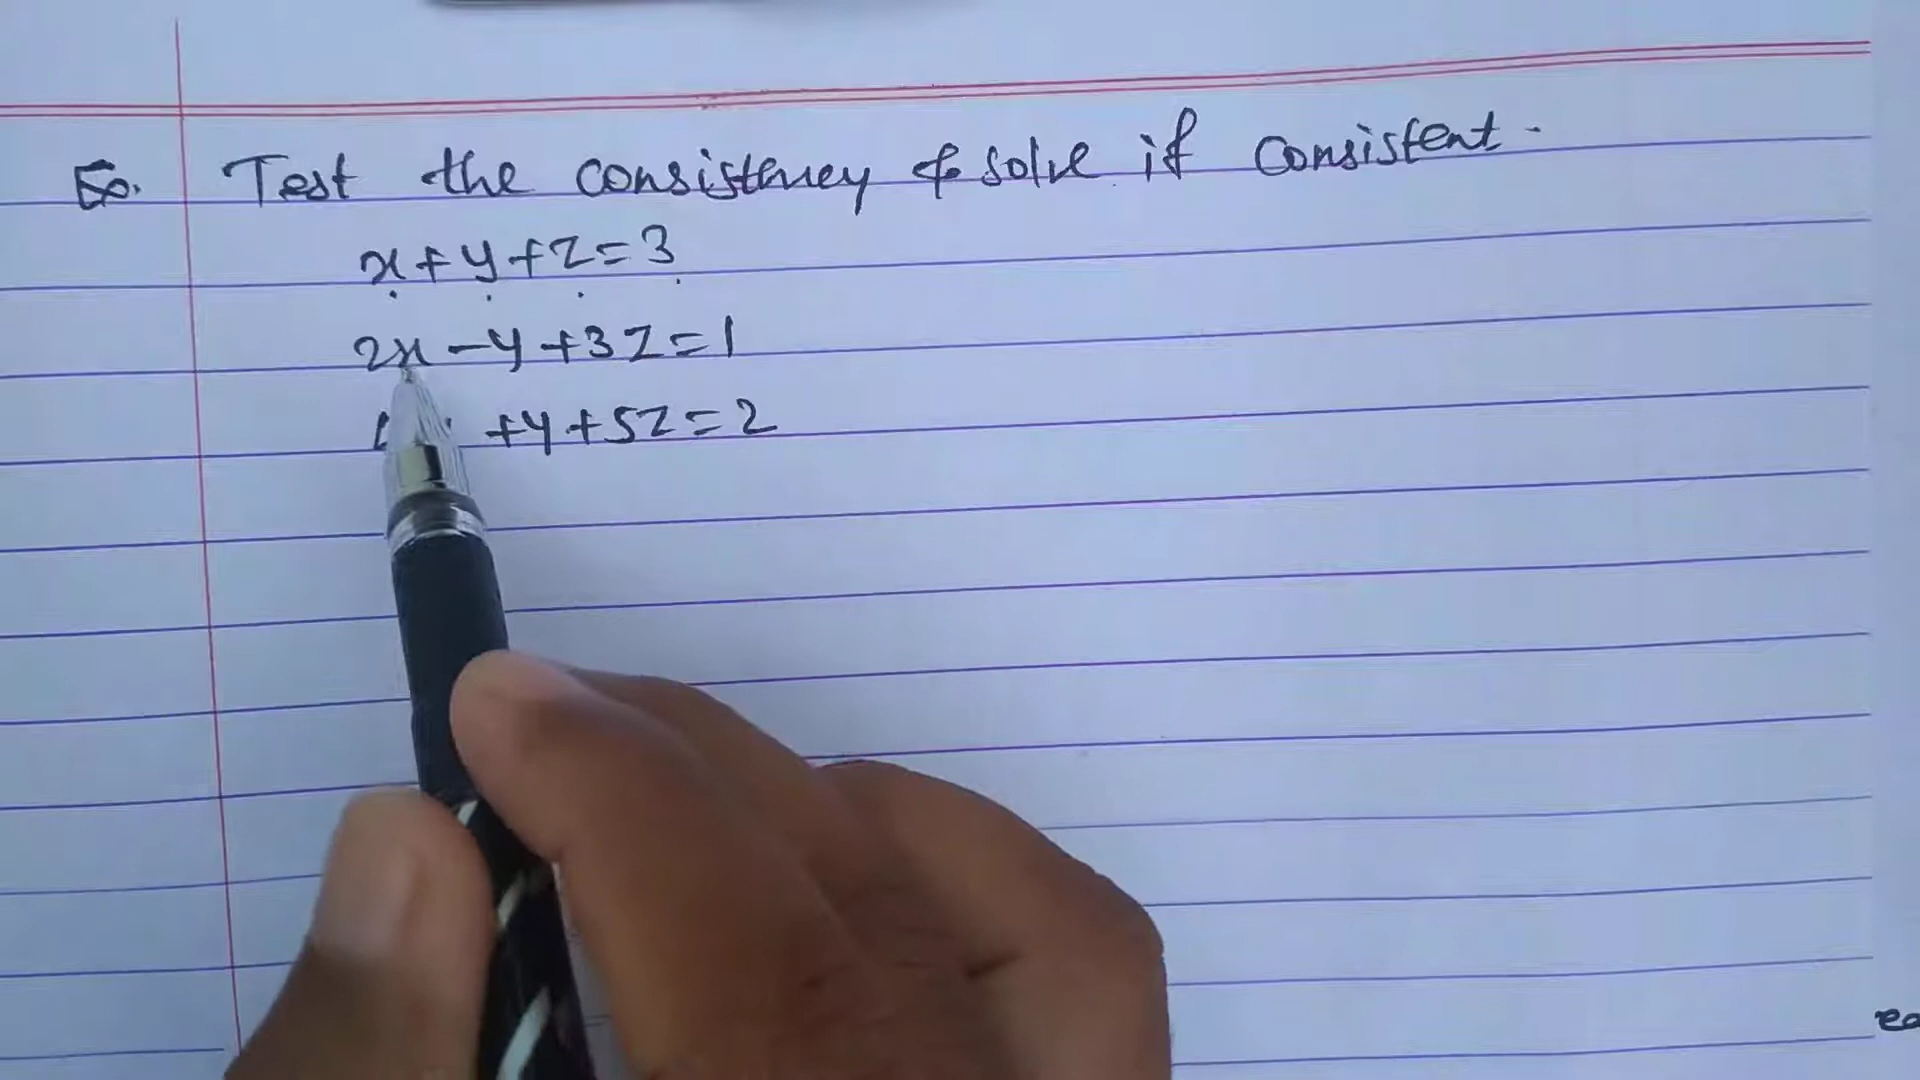 Ex. Test the consistency & solve if consistent.
x+y+z=3
2x-y+3z=1
+y+5z=2